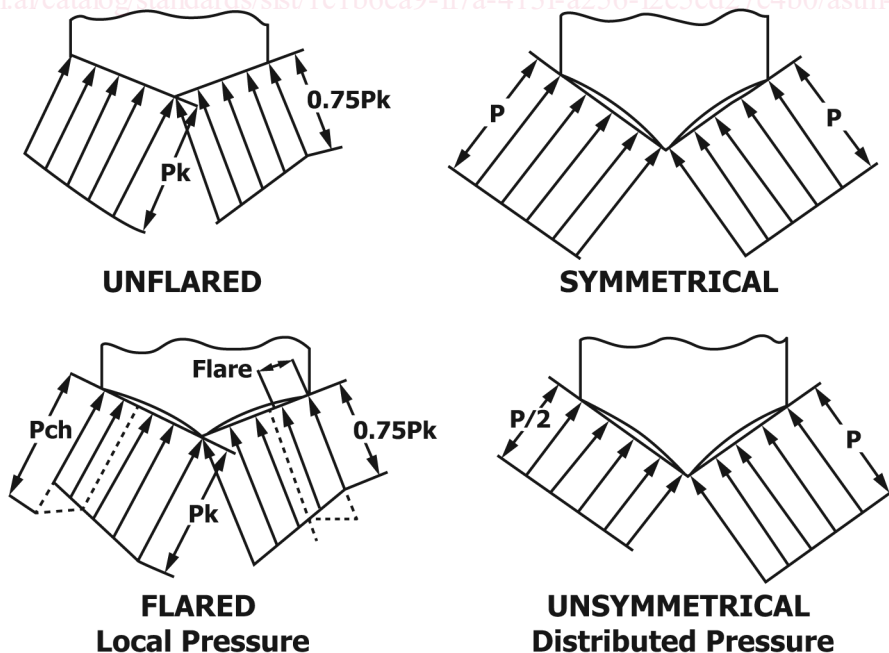 0.75Pk
Pk
UNFLARED
P
P
SYMMETRICAL
Flare
Pch
0.75Pk
Pk
FLARED
Local Pressure
P/2
P
UNSYMMETRICAL
Distributed Pressure